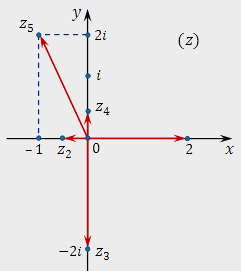 z₅ y 2i (z)
i
z₄
-1 z₂ 0 2 x
-2i z₃